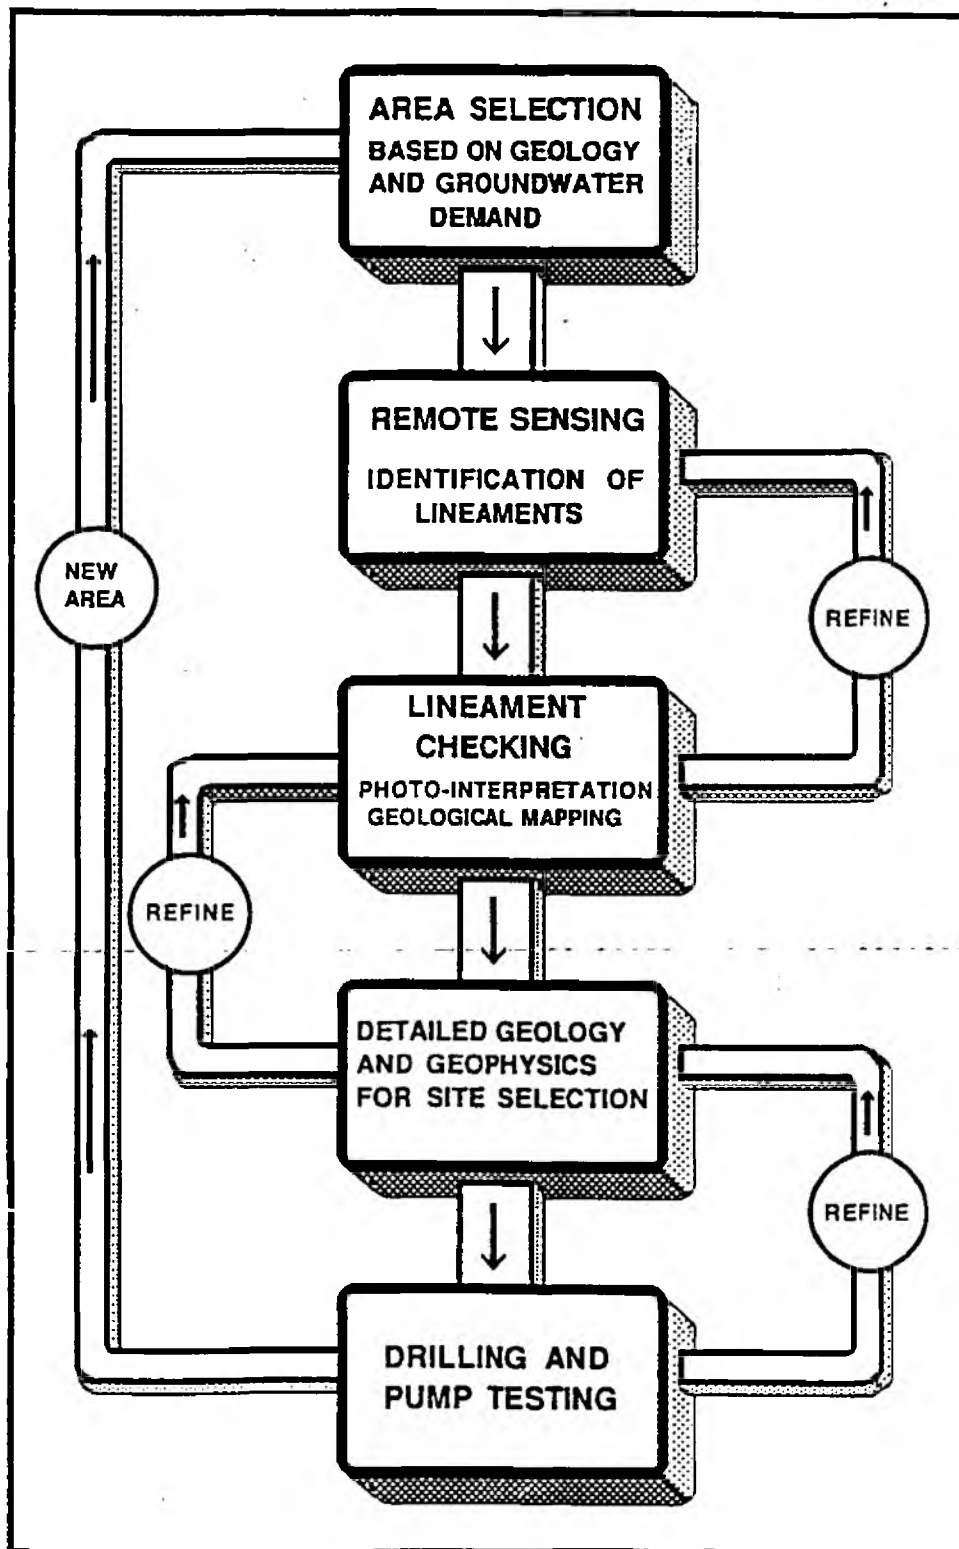 AREA SELECTION
BASED ON GEOLOGY
AND GROUNDWATER
DEMAND
REMOTE SENSING
IDENTIFICATION OF
LINEAMENTS
NEW
AREA
REFINE
LINEAMENT
CHECKING
PHOTO-INTERPRETATION
GEOLOGICAL MAPPING
REFINE
DETAILED GEOLOGY
AND GEOPHYSICS
FOR SITE SELECTION
REFINE
DRILLING AND
PUMP TESTING